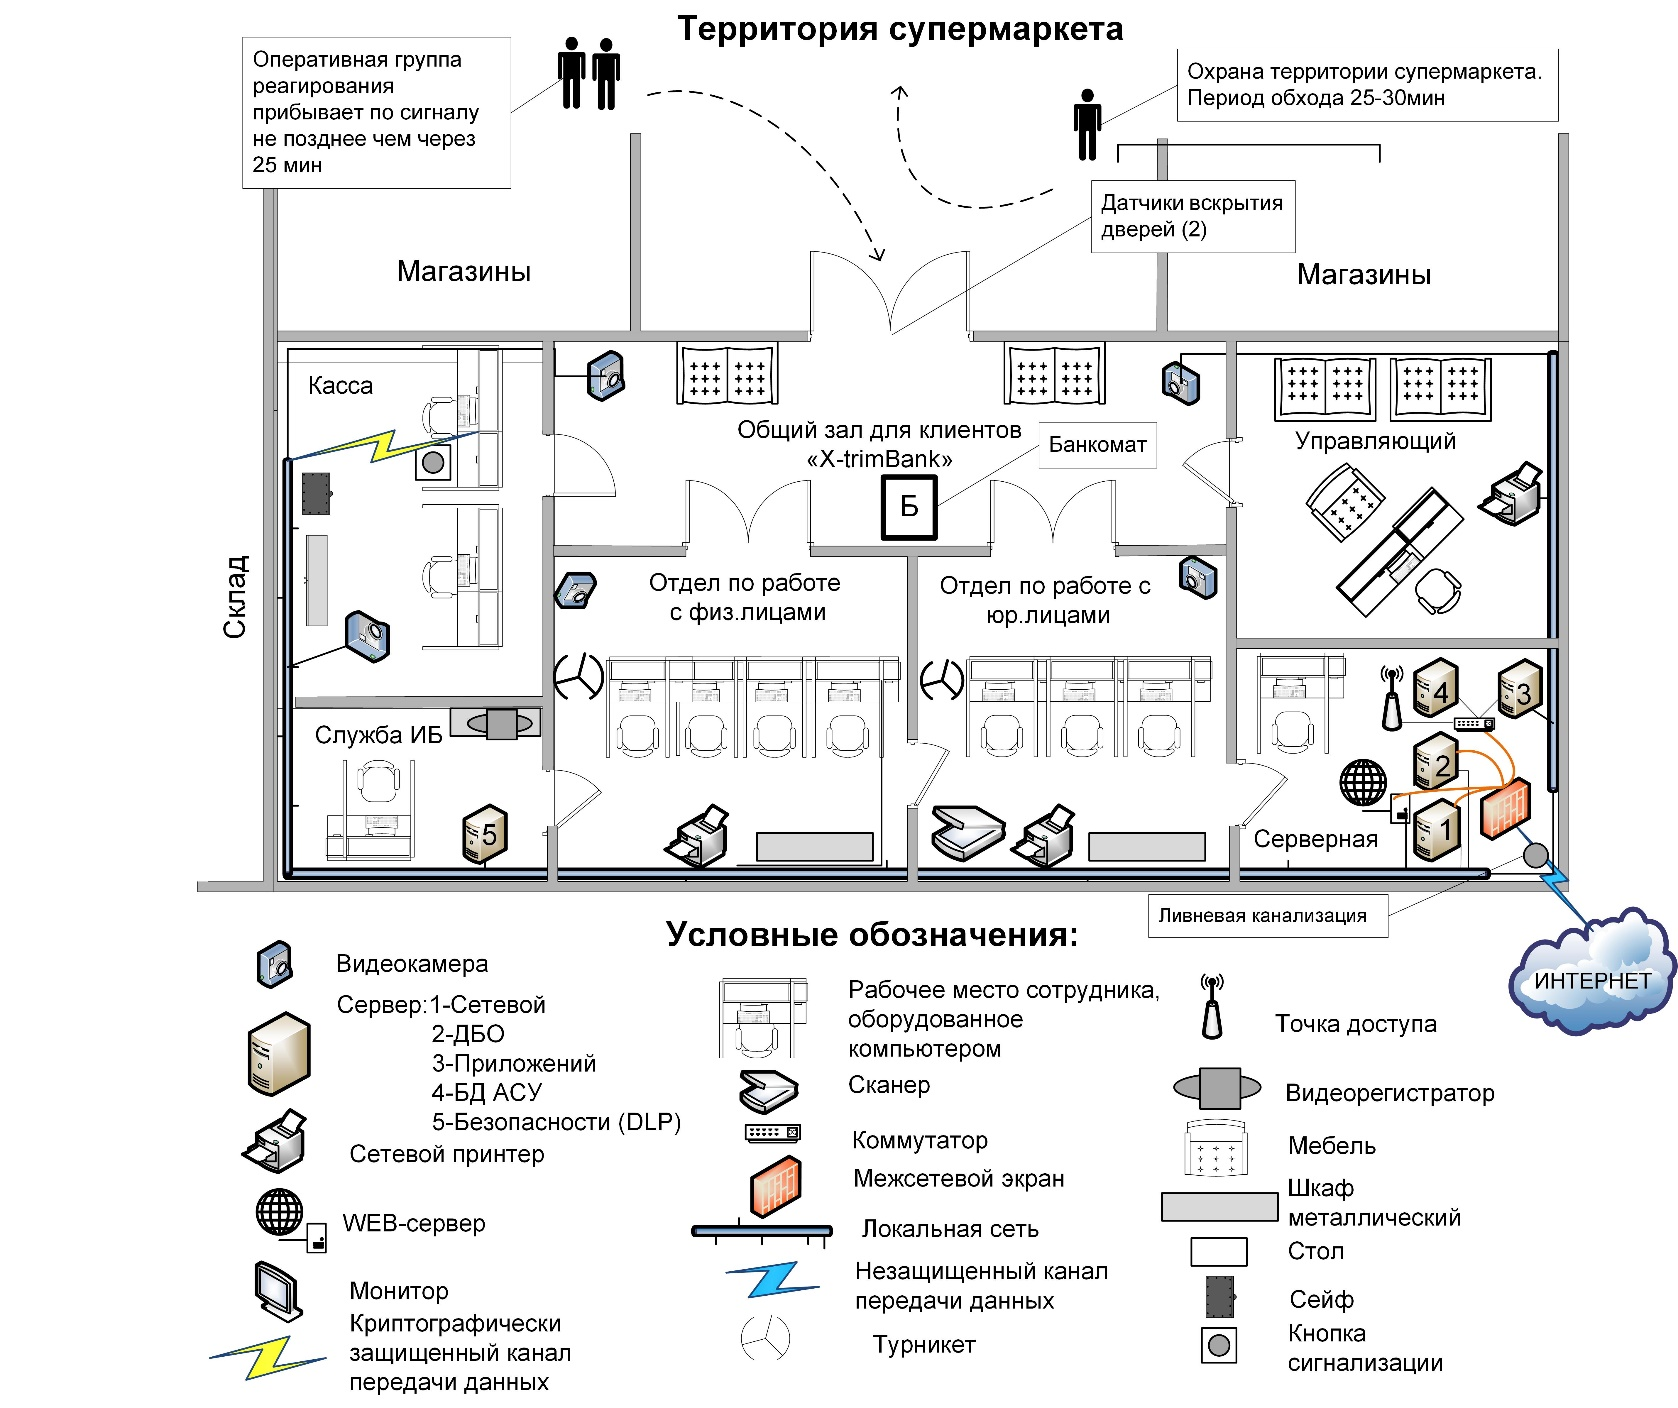 Территория супермаркета
Оперативная группа
реагирования
прибывает по сигналу
не позднее чем через
25 мин
Охрана территории супермаркета.
Период обхода 25-30мин
Датчики вскрытия
дверей (2)
Магазины
Магазины
Касса
Общий зал для клиентов
«X-trimBank»
Банкомат
Б
Управляющий
Склад
Отдел по работе
с физ.лицами
Отдел по работе с
юр.лицами
Служба ИБ
5
4
3
2
1
Серверная
Ливневая канализация
ИНТЕРНЕТ
Условные обозначения:
Видеокамера
Сервер:1-Сетевой
2-ДБО
3-Приложений
4-БД АСУ
5-Безопасности (DLP)
Сетевой принтер
WEB-сервер
Монитор
Криптографически
защищенный канал
передачи данных
Рабочее место сотрудника,
оборудованное
компьютером
Сканер
Коммутатор
Межсетевой экран
Локальная сеть
Незащищенный канал
передачи данных
Турникет
Точка доступа
Видеорегистратор
Мебель
Шкаф
металлический
Стол
Сейф
Кнопка
сигнализации